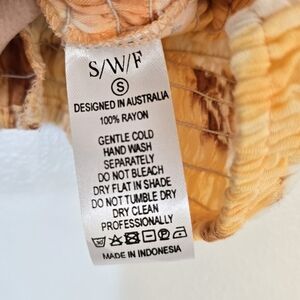 S/W/F
S
DESIGNED IN AUSTRALIA
100% RAYON
GENTLE COLD
HAND WASH
SEPARATELY
DO NOT BLEACH
DRY FLAT IN SHADE
DO NOT TUMBLE DRY
DRY CLEAN
PROFESSIONALLY
MADE IN INDONESIA